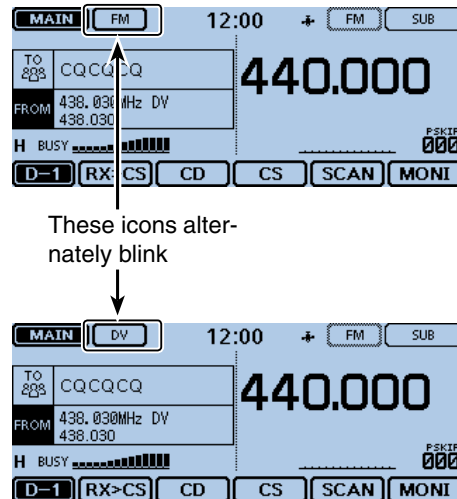 MAIN FM 12:00 FM SUB
TO CQCQCQ 440.000
FROM 438.030MHz DV
438.030
PSKIP
H BUSY 000
D-1 RX>CS CD CS SCAN MONI
These icons alter-
nately blink
MAIN DV 12:00 FM SUB
TO CQCQCQ 440.000
FROM 438.030MHz DV
438.030
PSKIP
H BUSY 000
D-1 RX>CS CD CS SCAN MONI